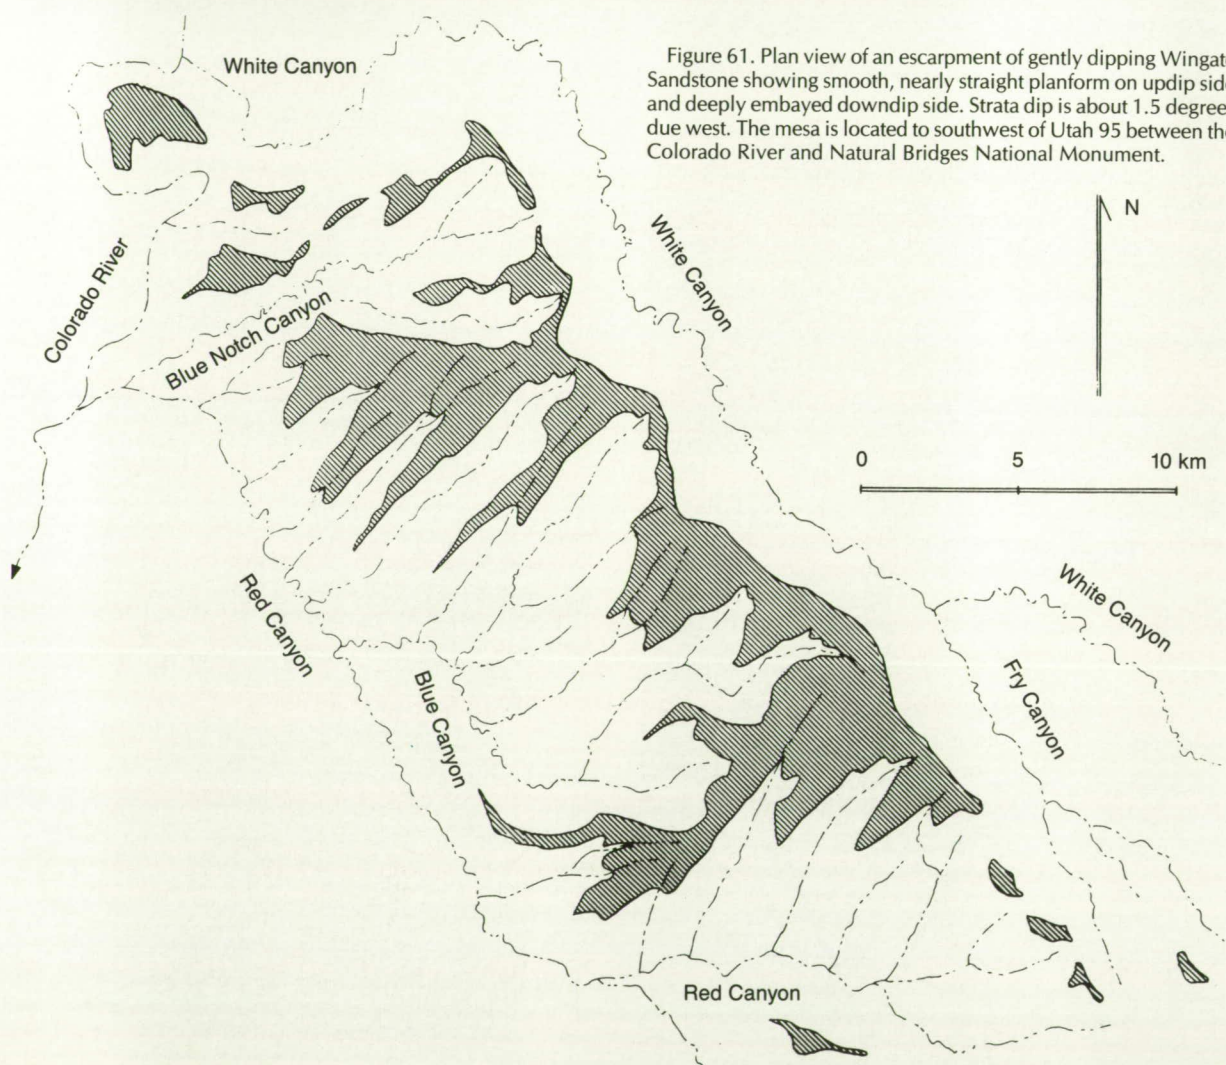 Figure 61. Plan view of an escarpment of gently dipping Wingat
Sandstone showing smooth, nearly straight planform on updip sid
and deeply embayed downdip side. Strata dip is about 1.5 degree
due west. The mesa is located to southwest of Utah 95 between th
Colorado River and Natural Bridges National Monument.
White Canyon
N
White Canyon
Colorado River
Blue Notch Canyon
0 5 10 km
White Canyon
Red Canyon
Blue Canyon
Fry Canyon
Red Canyon